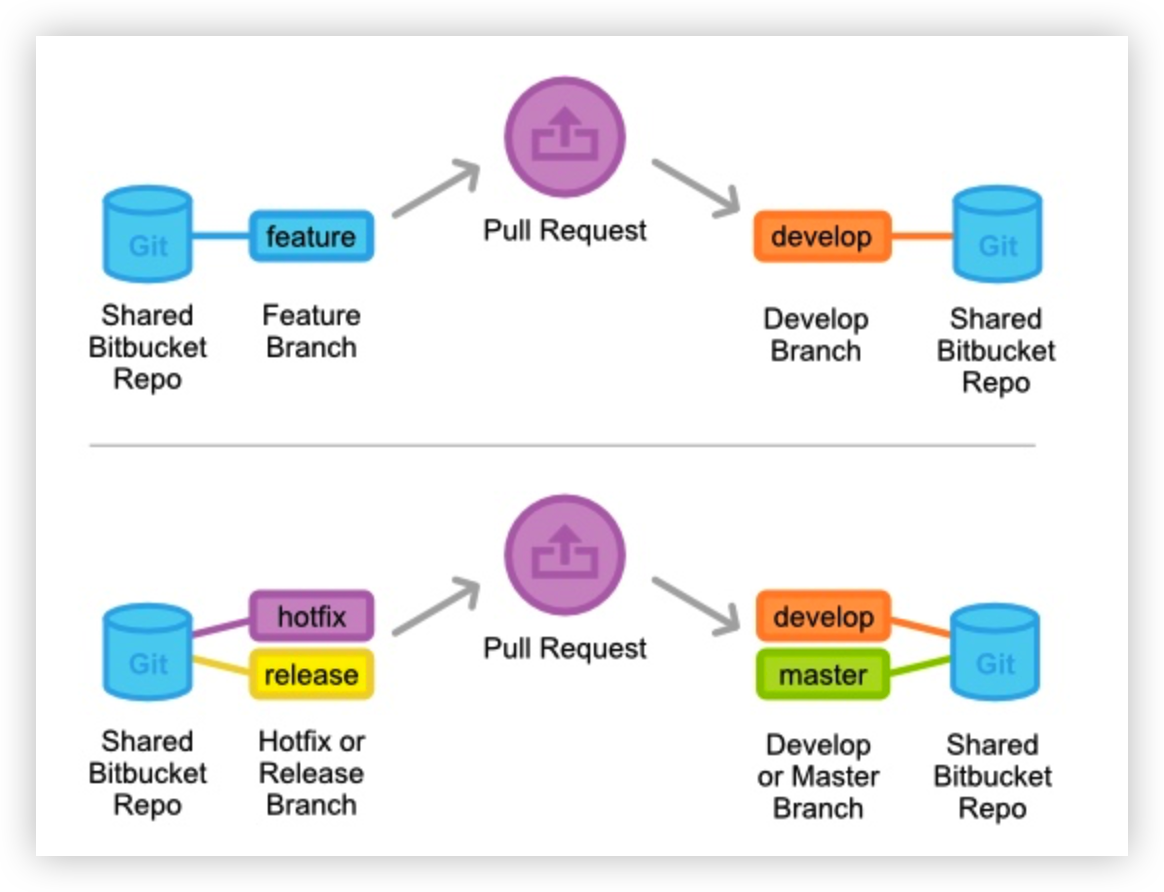 Pull Request
Git
feature
develop
Git
Shared
Bitbucket
Repo
Feature
Branch
Develop
Branch
Shared
Bitbucket
Repo
Pull Request
Git
hotfix
release
develop
master
Git
Shared
Bitbucket
Repo
Hotfix or
Release
Branch
Develop
or Master
Branch
Shared
Bitbucket
Repo